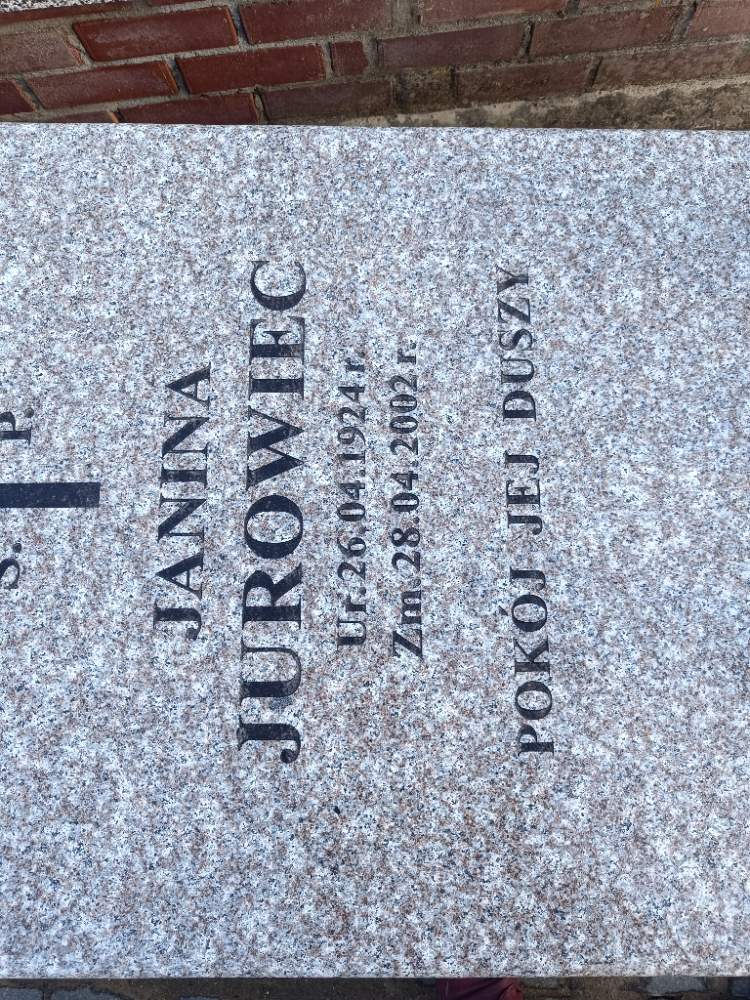 S. P.
JANINA
JUROWIEC
Ur. 26.04.1924 r.
Zm. 28.04.2002 r.
POKÓJ JEJ DUSZY